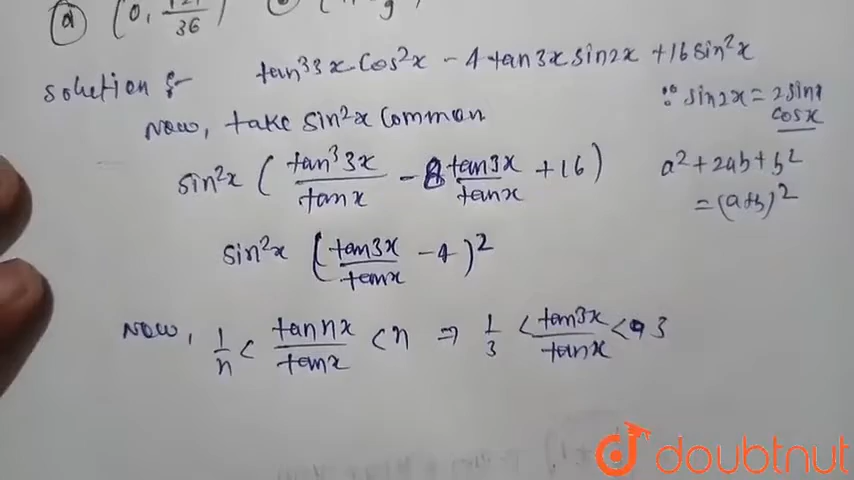 (d) (0, 121/36)
solution :- tan³3x cos²x - 4 tan3x sin2x + 16 sin²x
∵ sin2x = 2 sinx cosx
Now, take sin²x common
sin²x ( tan³3x/tanx - 8 tan3x/tanx + 16 )
a² + 2ab + b²
= (a+b)²
sin²x ( tan3x/tanx - 4 )²
Now, 1/n < tan nx/tanx < n ⇒ 1/3 < tan3x/tanx < 3
doubtnut